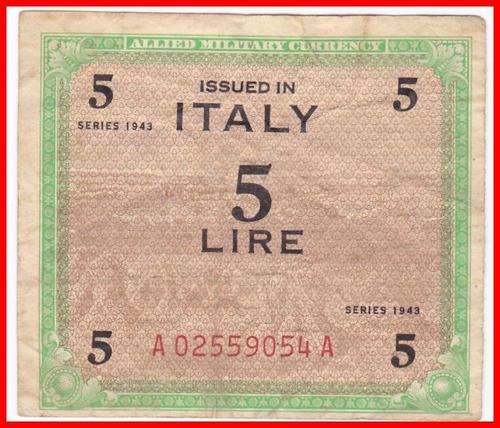 ALLIED MILITARY CURRENCY
5 ISSUED IN 5
SERIES 1943 ITALY
5
LIRE
SERIES 1943
5 A 02559054 A 5